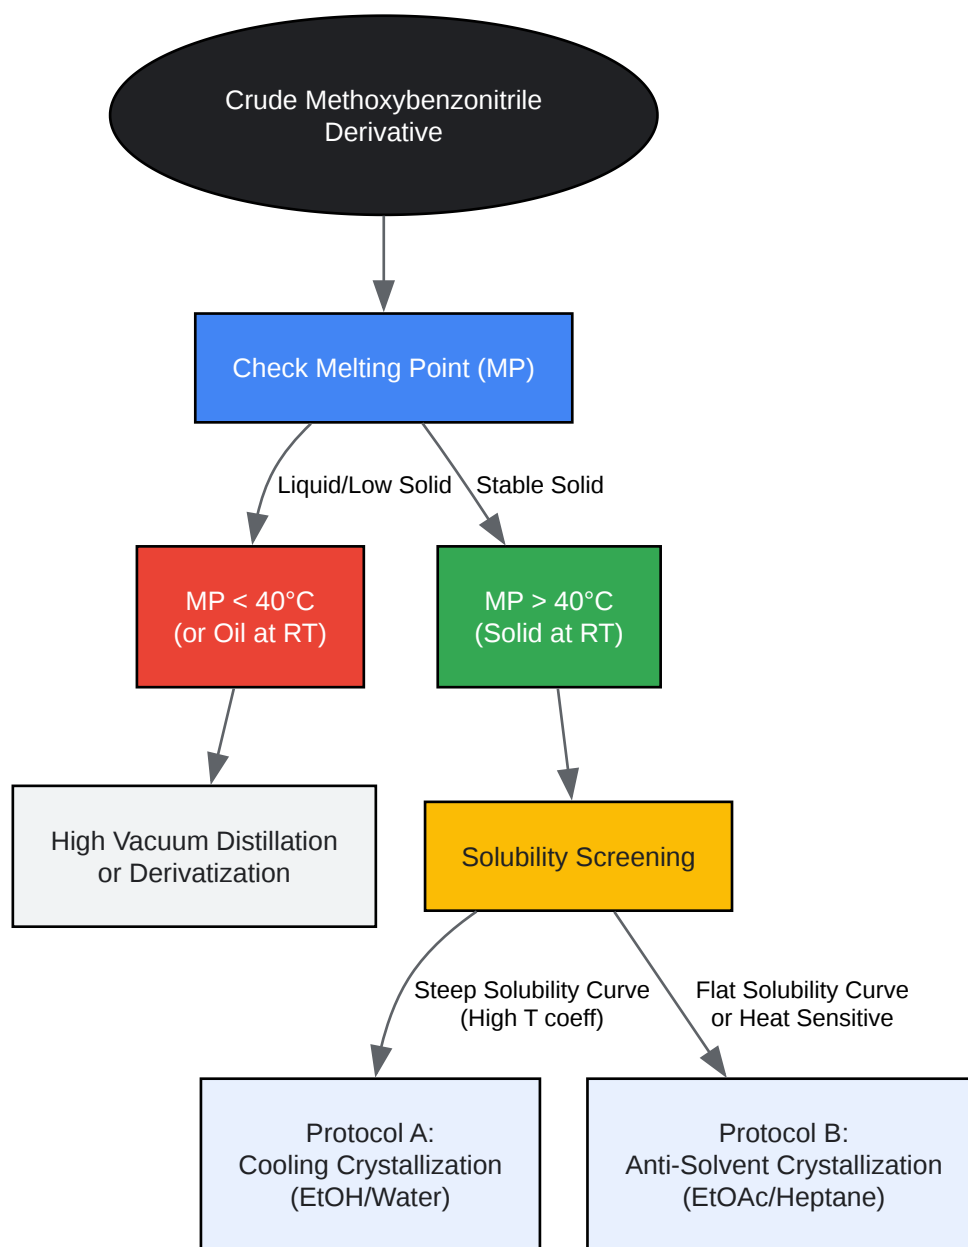 Crude Methoxybenzonitrile
Derivative
Check Melting Point (MP)
Liquid/Low Solid
Stable Solid
MP < 40°C
(or Oil at RT)
MP > 40°C
(Solid at RT)
High Vacuum Distillation
or Derivatization
Solubility Screening
Steep Solubility Curve
(High T coeff)
Flat Solubility Curve
or Heat Sensitive
Protocol A:
Cooling Crystallization
(EtOH/Water)
Protocol B:
Anti-Solvent Crystallization
(EtOAc/Heptane)